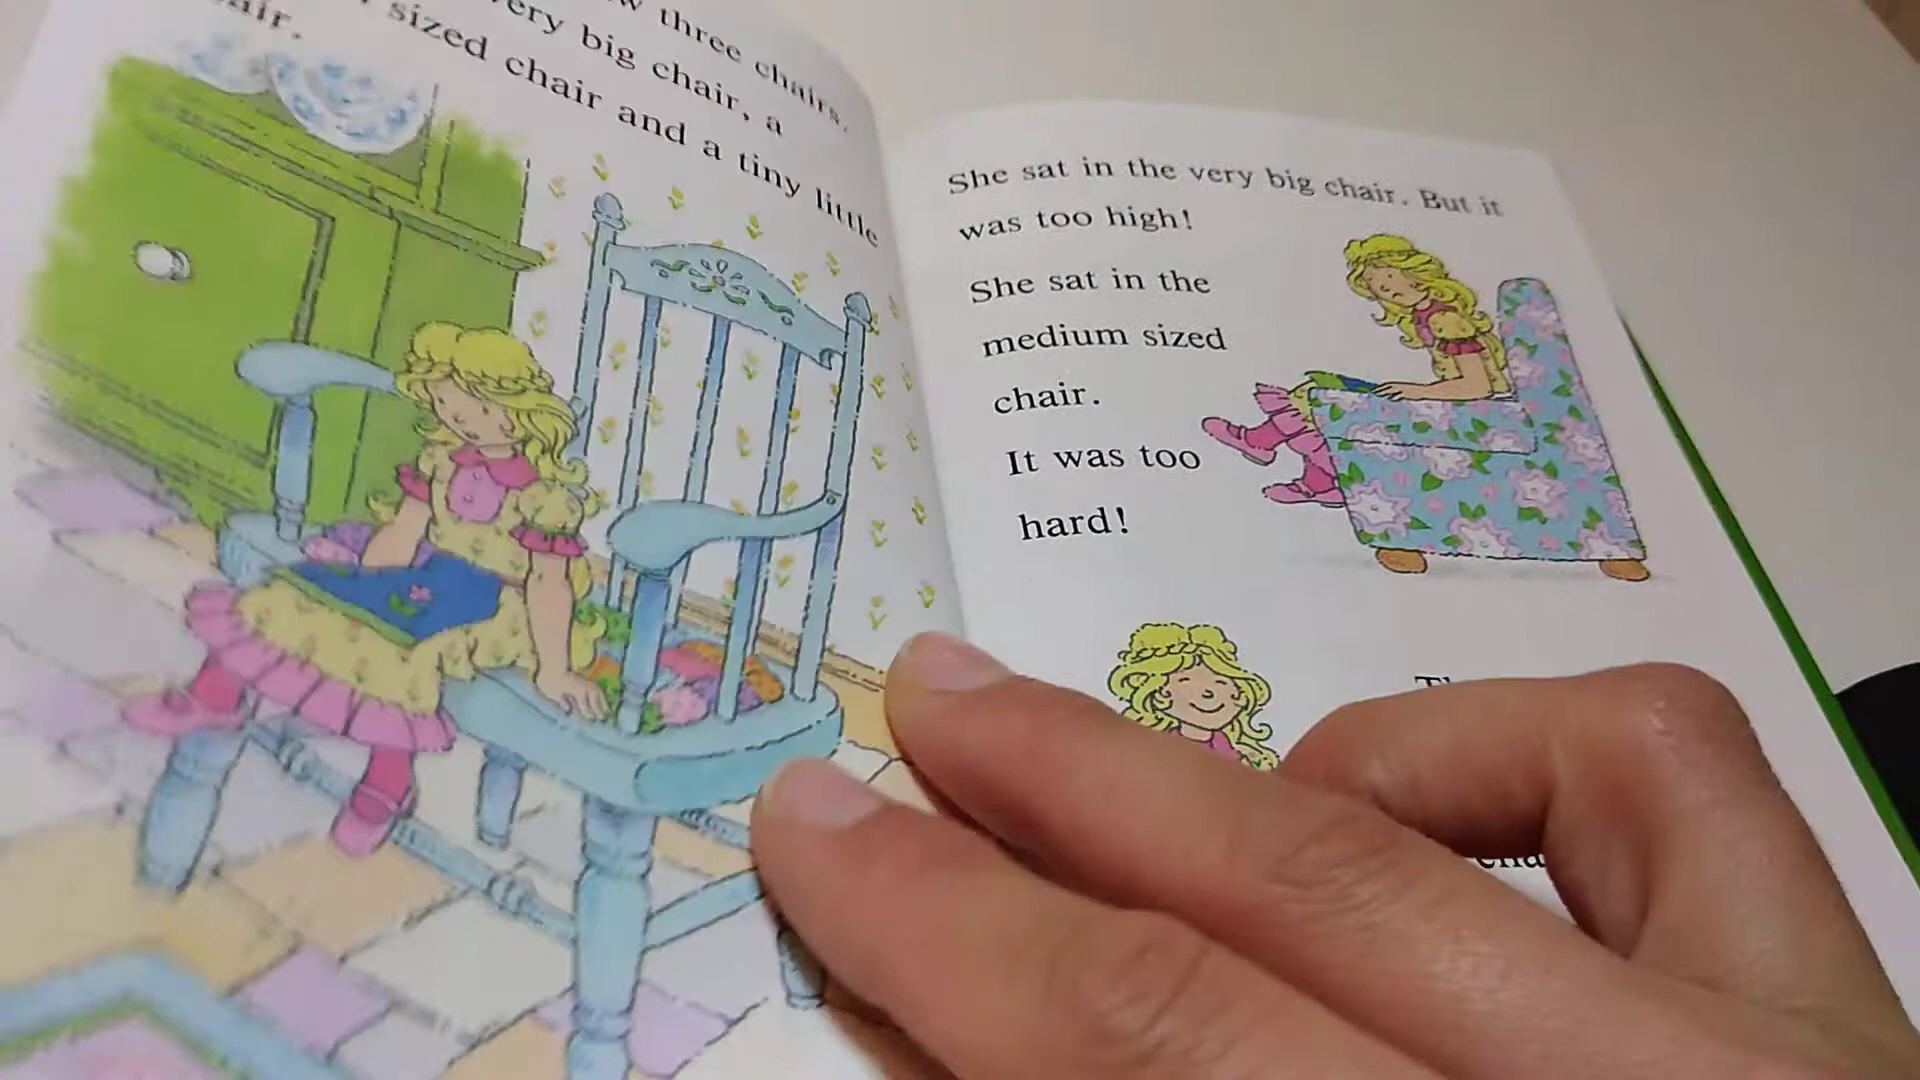 three chairs.
very big chair, a
sized chair and a tiny little
She sat in the very big chair. But it
was too high!
She sat in the
medium sized
chair.
It was too
hard!